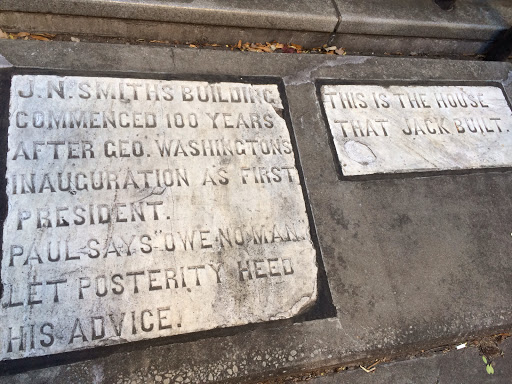 J. N. SMITHS BUILDING
COMMENCED 100 YEARS
AFTER GEO. WASHINGTONS
INAUGURATION AS FIRST
PRESIDENT.
PAUL SAYS "OWE NO MAN
LET POSTERITY HEED
HIS ADVICE.
THIS IS THE HOUSE
THAT JACK BUILT.